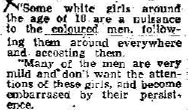 "Some white girls around
the age of 18 are a nuisance
to the coloured men, follow-
ing them around everywhere
and accosting them.
"Many of the men are very
mild and don't want the atten-
tions of these girls, and become
embarrassed by their persist-
ence.